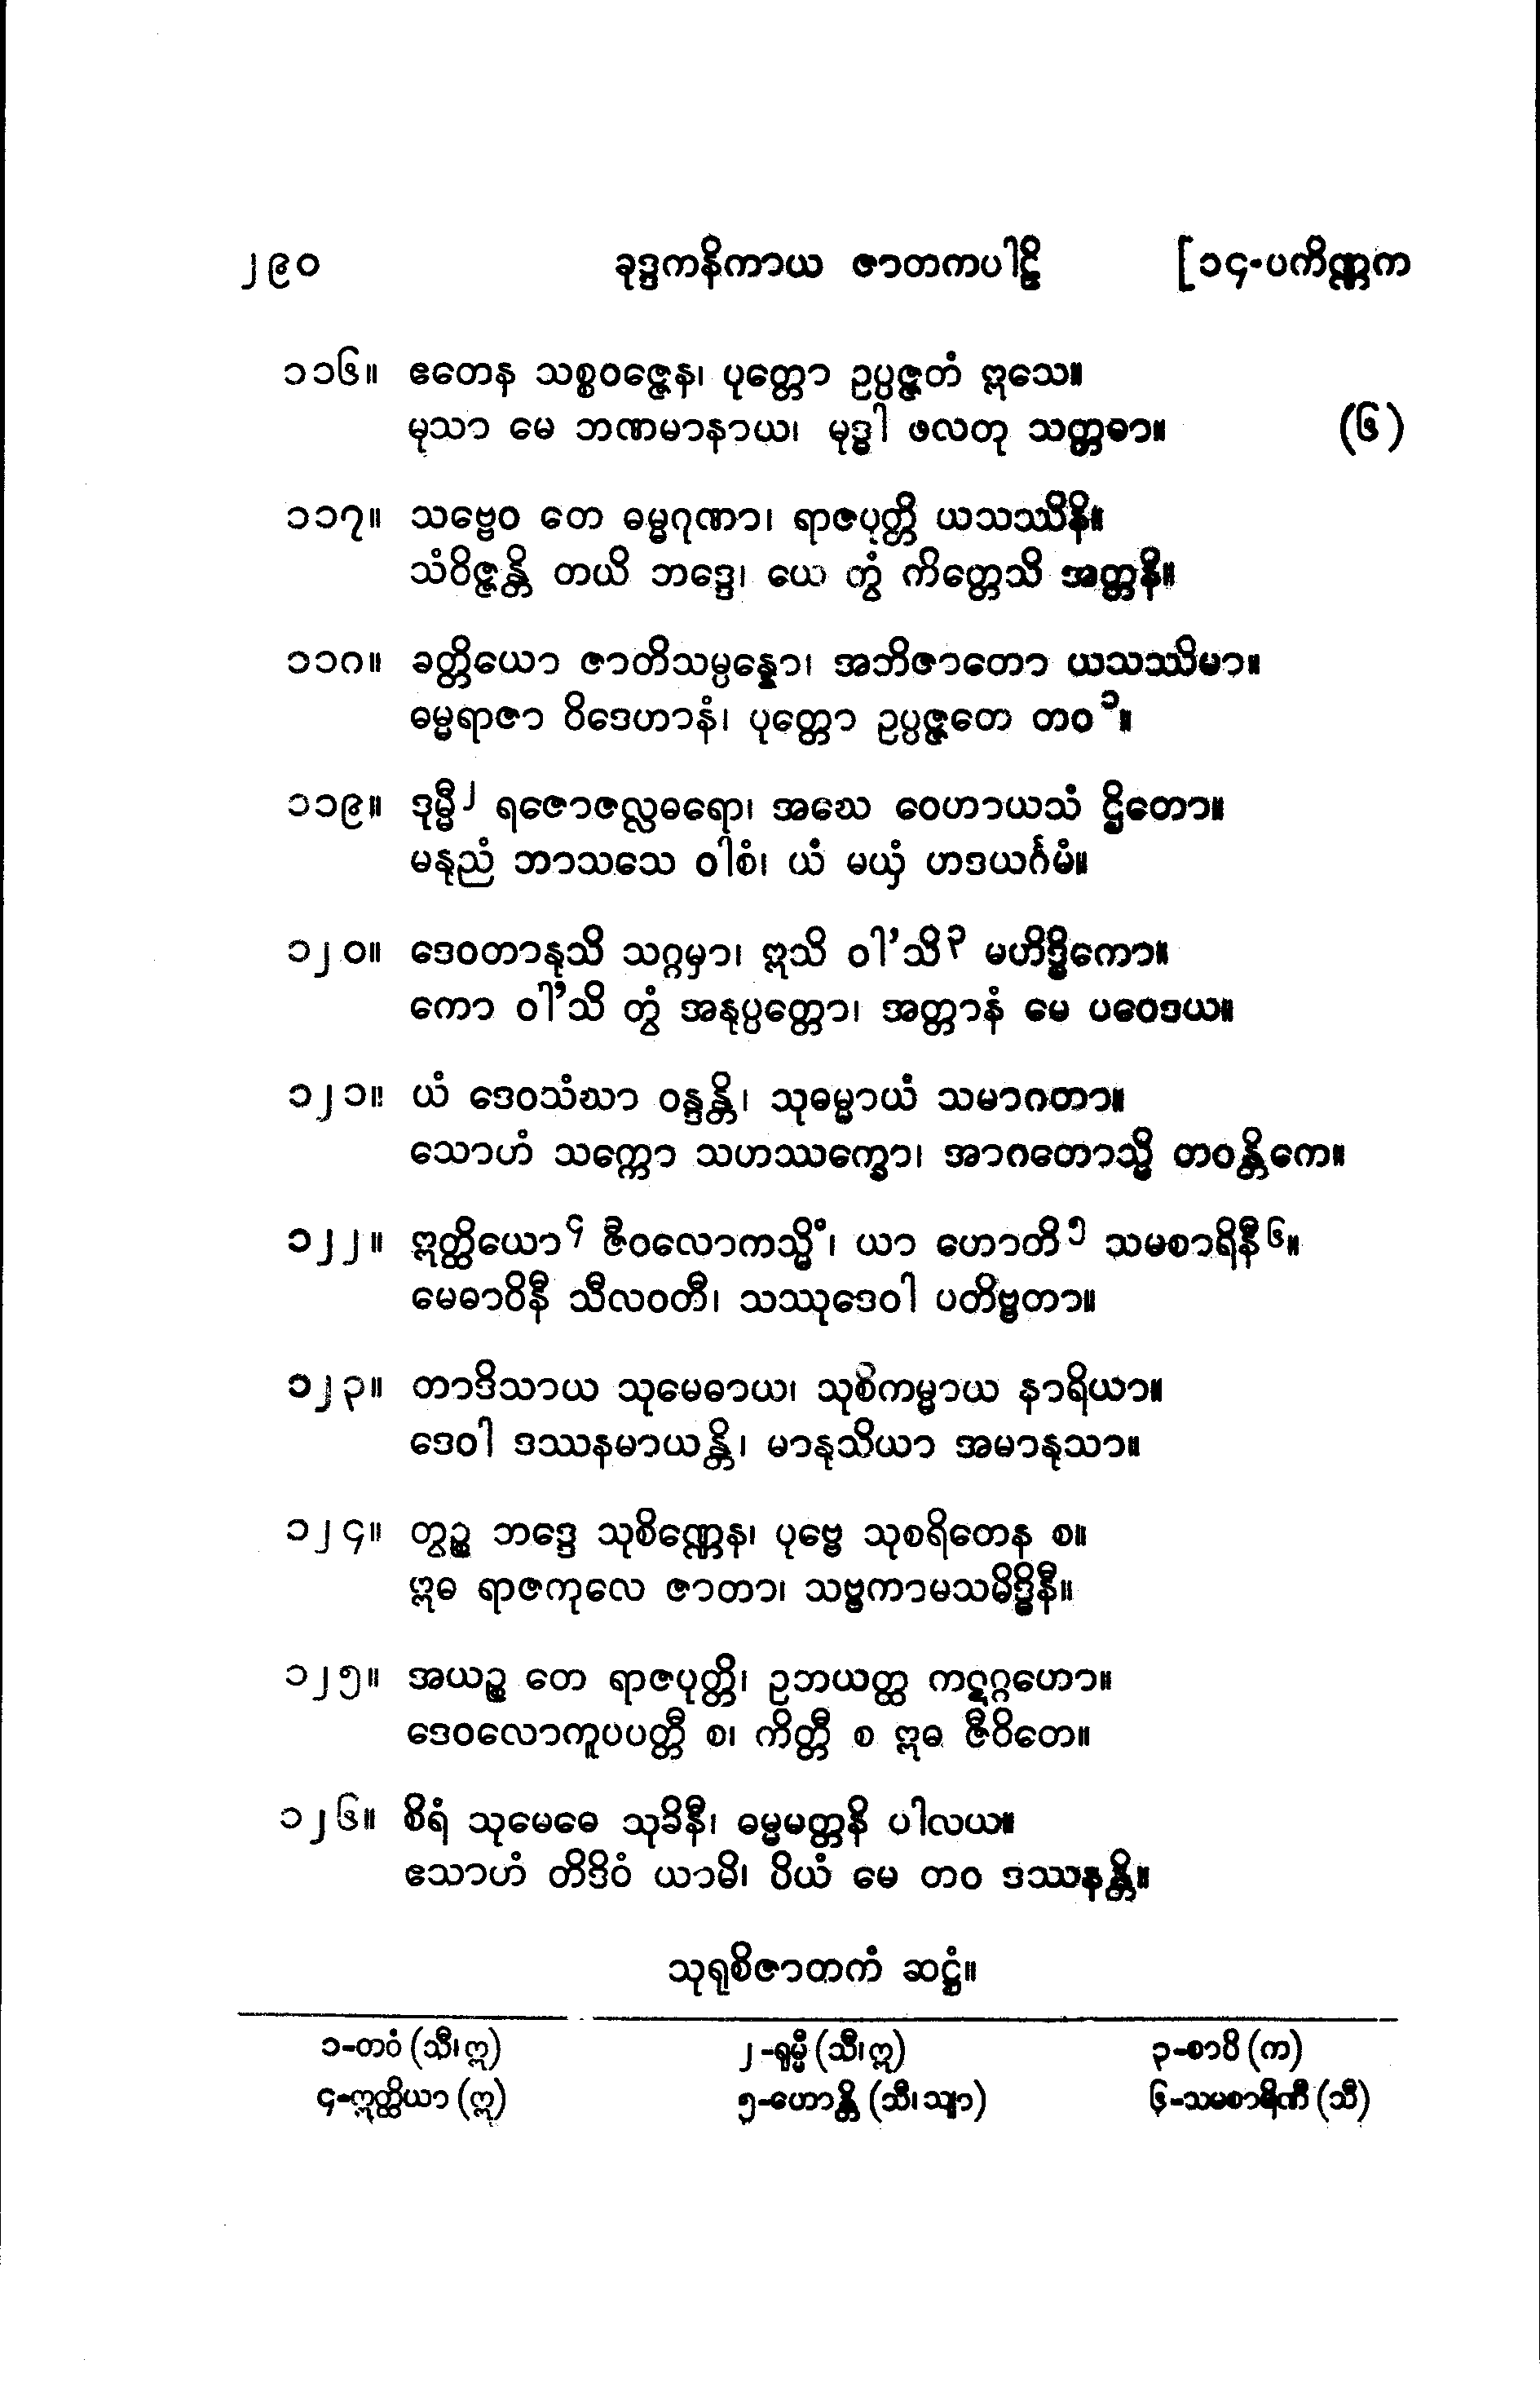 ၂၉၀ ခုဒ္ဒကနိကာယ ဇာတကပါဠိ [၁၄-ပကိဏ္ဏက
၁၁၆။ ဧတေန သစ္စဝဇ္ဇေန၊ ပုတ္တော ဥပ္ပဇ္ဇတံ ဣသေ။
မုသာ မေ ဘဏမာနာယ၊ မုဒ္ဓါ ဖလတု သတ္တဓာ။ (၆)
၁၁၇။ သဗ္ဗေဝ တေ ဓမ္မဂုဏာ၊ ရာဇပုတ္တိ ယသဿိနိ။
သံဝိဇ္ဇန္တိ တယိ ဘဒ္ဒေ၊ ယေ တွံ ကိတ္တေသိ အတ္တနိ။
၁၁၈။ ခတ္တိယော ဇာတိသမ္ပန္နော၊ အဘိဇာတော ယသဿိမာ။
ဓမ္မရာဇာ ဝိဒေဟာနံ၊ ပုတ္တော ဥပ္ပဇ္ဇတေ တဝ၁။
၁၁၉။ ဒုမ္မီ၂ ရဇောဇလ္လဓရော၊ အဃေ ဝေဟာယသံ ဌိတော။
မနုညံ ဘာသသေ ဝါစံ၊ ယံ မယှံ ဟဒယင်္ဂမံ။
၁၂၀။ ဒေဝတာနုသိ သဂ္ဂမှာ၊ ဣသိ ဝါ’သိ၃ မဟိဒ္ဓိကော။
ကော ဝါ’သိ တွံ အနုပ္ပတ္တော၊ အတ္တာနံ မေ ပဝေဒယ။
၁၂၁။ ယံ ဒေဝသံဃာ ဝန္ဒန္တိ၊ သုဓမ္မာယံ သမာဂတာ။
သောဟံ သက္ကော သဟဿက္ခော၊ အာဂတောသ္မိ တဝန္တိကေ။
၁၂၂။ ဣတ္ထိယော၄ ဇီဝလောကသ္မိံ၊ ယာ ဟောတိ၅ သမစာရိနီ၆။
မေဓာဝိနီ သီလဝတီ၊ သဿုဒေဝါ ပတိဗ္ဗတာ။
၁၂၃။ တာဒိသာယ သုမေဓာယ၊ သုစိကမ္မာယ နာရိယာ။
ဒေဝါ ဒဿနမာယန္တိ၊ မာနုသိယာ အမာနုသာ။
၁၂၄။ တွဉ္စ ဘဒ္ဒေ သုစိဏ္ဏေန၊ ပုဗ္ဗေ သုစရိတေန စ။
ဣဓ ရာဇကုလေ ဇာတာ၊ သဗ္ဗကာမသမိဒ္ဓိနီ။
၁၂၅။ အယဉ္စ တေ ရာဇပုတ္တိ၊ ဥဘယတ္ထ ကဋဂ္ဂဟော။
ဒေဝလောကူပပတ္တီ စ၊ ကိတ္တီ စ ဣဓ ဇီဝိတေ။
၁၂၆။ စိရံ သုမေဓေ သုခိနီ၊ ဓမ္မမတ္တနိ ပါလယ။
ဧသာဟံ တိဒိဝံ ယာမိ၊ ပိယံ မေ တဝ ဒဿနန္တိ။
သုရုစိဇာတကံ ဆဋ္ဌံ။
၁-တဝံ (သီ၊ဣ) ၂-ရုမ္မီ (သီ၊ဣ) ၃-စာပိ (က)
၄-ဣတ္ထိယာ (ဣ) ၅-ဟောန္တိ (သီ၊သျာ) ၆-သမစာရိဏီ (သီ)